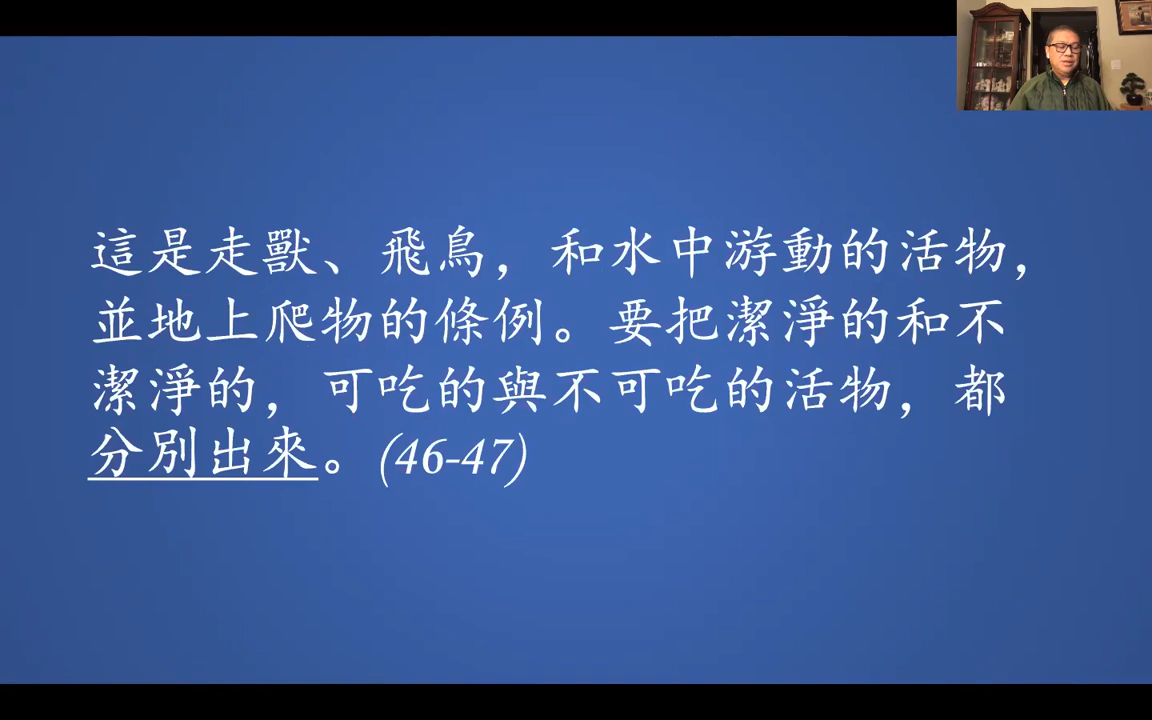 這是走獸、飛鳥，和水中游動的活物，
並地上爬物的條例。要把潔淨的和不
潔淨的，可吃的與不可吃的活物，都
分別出來。(46-47)